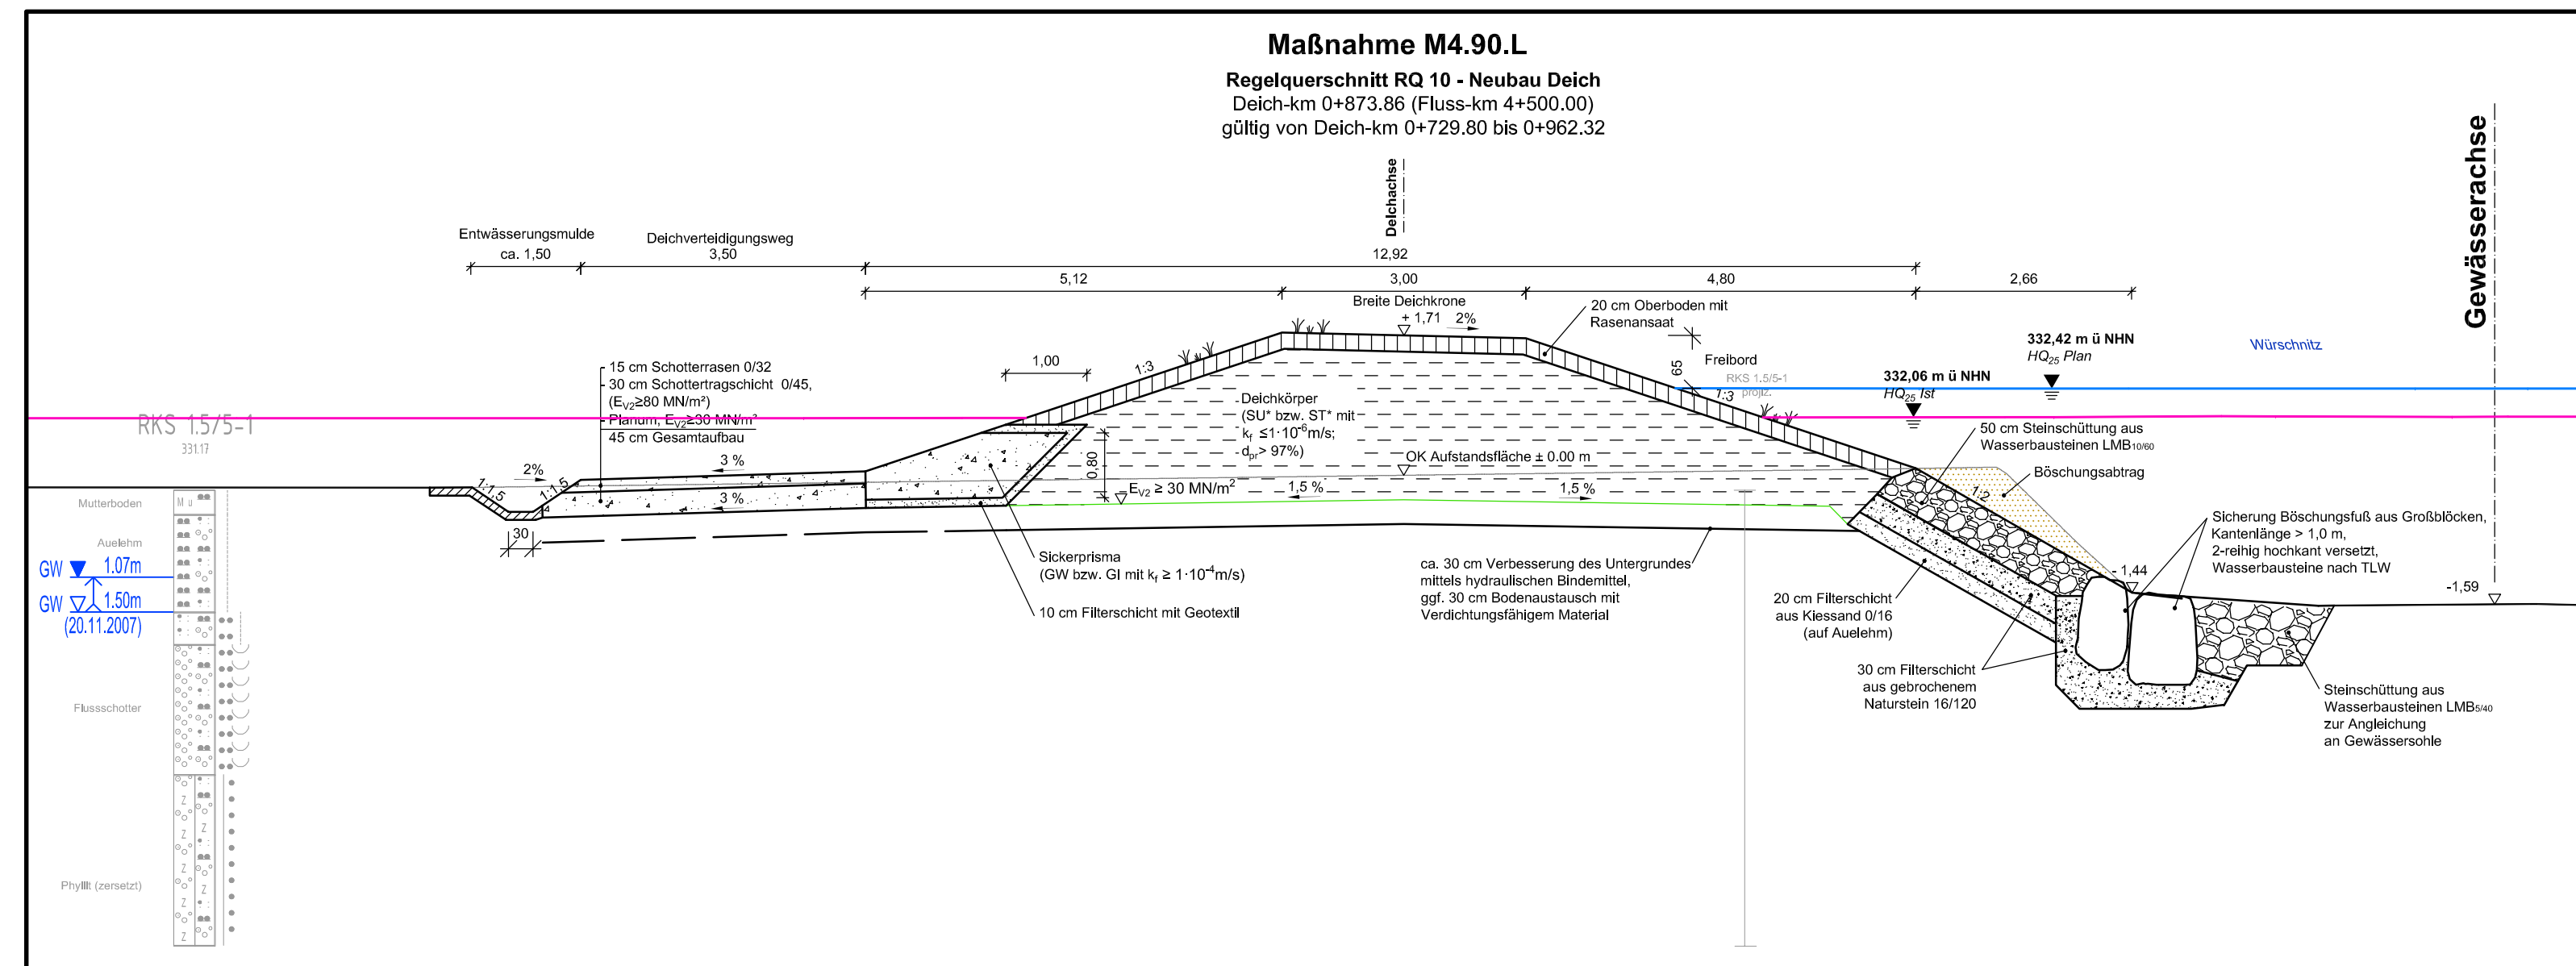 Maßnahme M4.90.L
Regelquerschnitt RQ 10 - Neubau Deich
Deich-km 0+873.86 (Fluss-km 4+500.00)
gültig von Deich-km 0+729.80 bis 0+962.32
Deichachse
Gewässerachse
Entwässerungsmulde
ca. 1,50
Deichverteidigungsweg
3,50
12,92
5,12
3,00
4,80
2,66
Breite Deichkrone
+ 1,71
2%
20 cm Oberboden mit
Rasenansaat
65
Freibord
RKS 1.5/5-1
projiz.
1:3
332,42 m ü NHN
HQ25 Plan
332,06 m ü NHN
HQ25 Ist
Würschnitz
1,00
1:3
15 cm Schotterrasen 0/32
30 cm Schottertragschicht 0/45,
(EV2≥80 MN/m²)
Planum, EV2≥30 MN/m²
45 cm Gesamtaufbau
Deichkörper
(SU* bzw. ST* mit
kf ≤1·10-6m/s;
dpr> 97%)
50 cm Steinschüttung aus
Wasserbausteinen LMB10/60
Böschungsabtrag
RKS 1.5/5-1
331.17
OK Aufstandsfläche ± 0.00 m
0,80
EV2 ≥ 30 MN/m²
1,5 %
1,5 %
2%
3 %
3 %
1:1,5
1:1,5
30
1:2
Mutterboden
M u
Auelehm
GW 1.07m
GW 1.50m
(20.11.2007)
Flussschotter
Phyllit (zersetzt)
Z
Z
Z
Z
Z
Z
Z
Sickerprisma
(GW bzw. GI mit kf ≥ 1·10-4m/s)
10 cm Filterschicht mit Geotextil
ca. 30 cm Verbesserung des Untergrundes
mittels hydraulischen Bindemittel,
ggf. 30 cm Bodenaustausch mit
Verdichtungsfähigem Material
20 cm Filterschicht
aus Kiessand 0/16
(auf Auelehm)
30 cm Filterschicht
aus gebrochenem
Naturstein 16/120
Sicherung Böschungsfuß aus Großblöcken,
Kantenlänge > 1,0 m,
2-reihig hochkant versetzt,
Wasserbausteine nach TLW
- 1,44
-1,59
Steinschüttung aus
Wasserbausteinen LMB5/40
zur Angleichung
an Gewässersohle